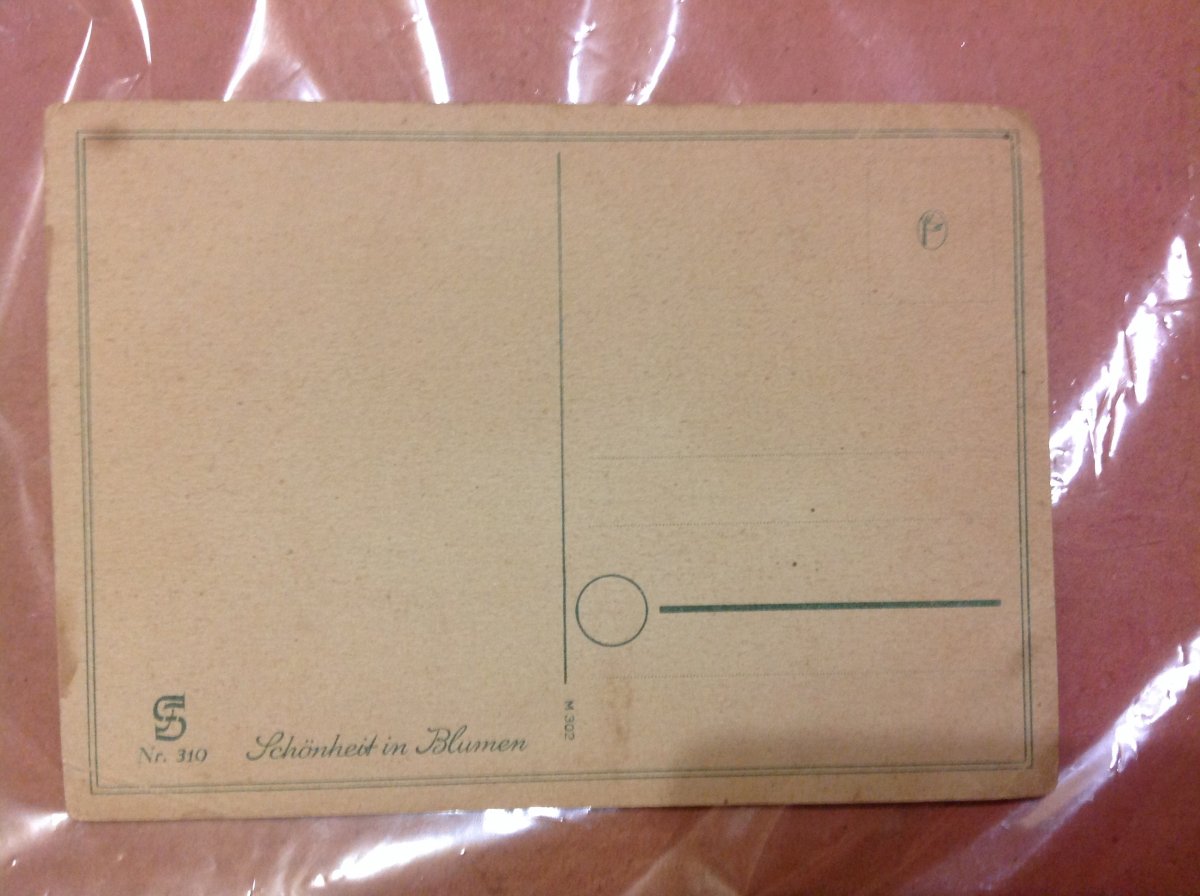 Nr. 310
Schönheit in Blumen
M 302